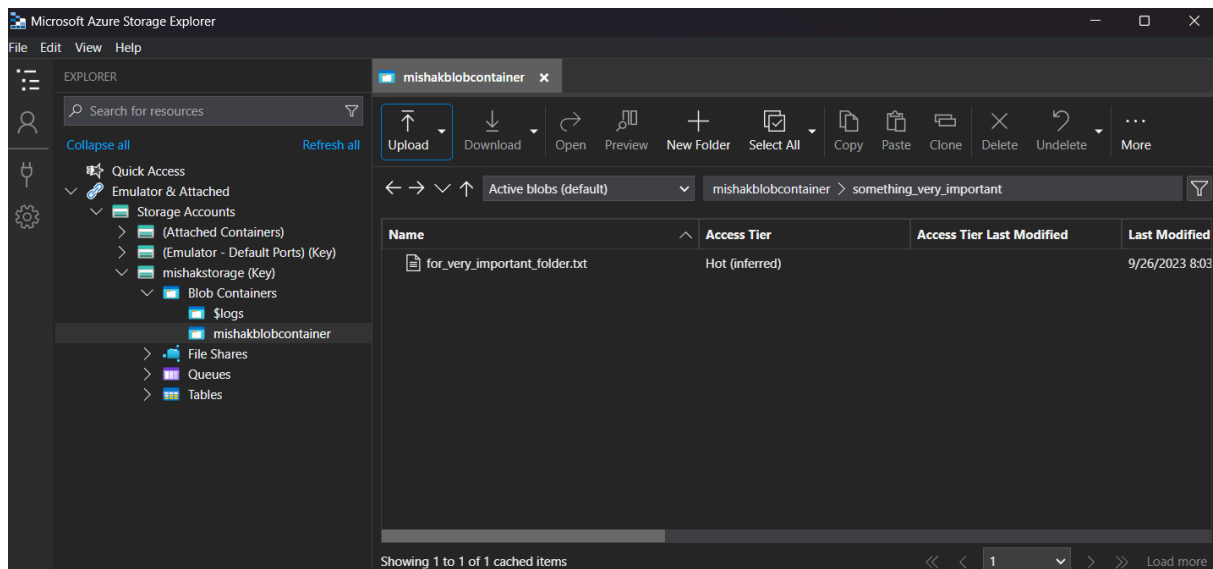 Microsoft Azure Storage Explorer
File Edit View Help
EXPLORER
Search for resources
Collapse all Refresh all
Quick Access
Emulator & Attached
Storage Accounts
(Attached Containers)
(Emulator - Default Ports) (Key)
mishakstorage (Key)
Blob Containers
$logs
mishakblobcontainer
File Shares
Queues
Tables
mishakblobcontainer
Upload Download Open Preview New Folder Select All Copy Paste Clone Delete Undelete More
Active blobs (default) mishakblobcontainer > something_very_important
Name Access Tier Access Tier Last Modified Last Modified
for_very_important_folder.txt Hot (inferred) 9/26/2023 8:03
Showing 1 to 1 of 1 cached items 1 Load more